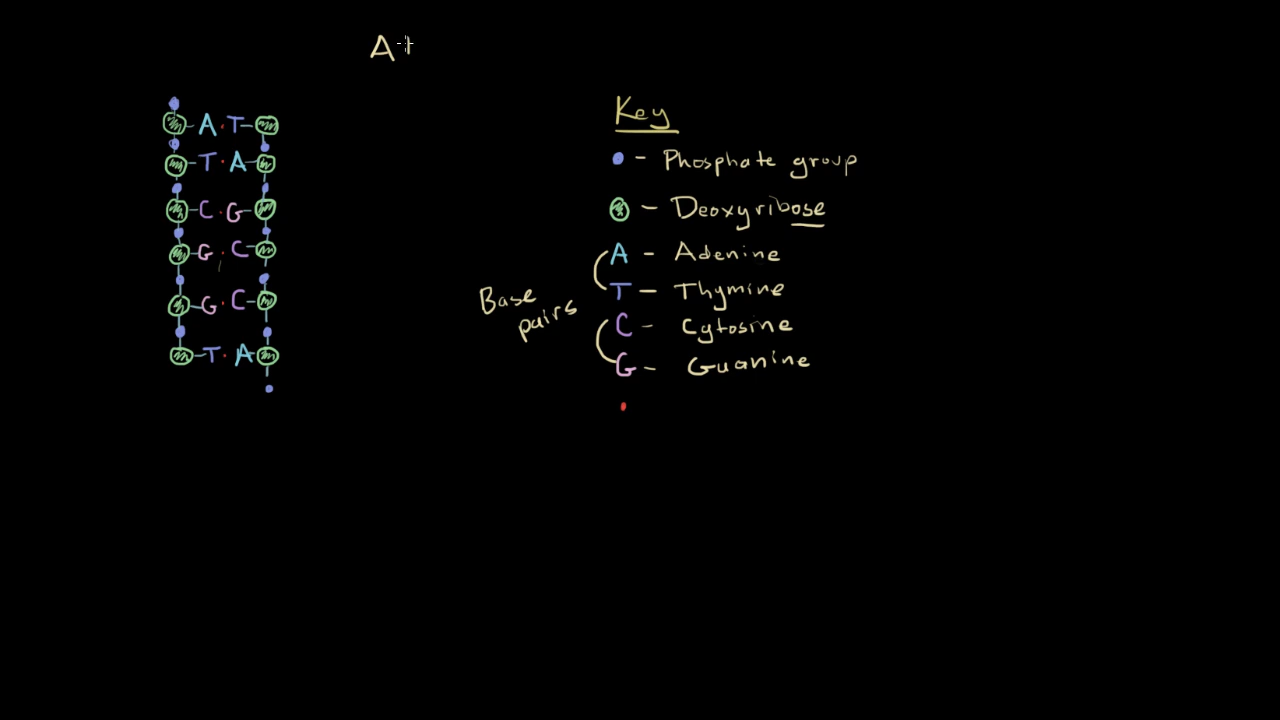 A+
A · T
T · A
C · G
G · C
G · C
T · A
Key
- Phosphate group
- Deoxyribose
A - Adenine
T - Thymine
C - Cytosine
G - Guanine
Base
pairs